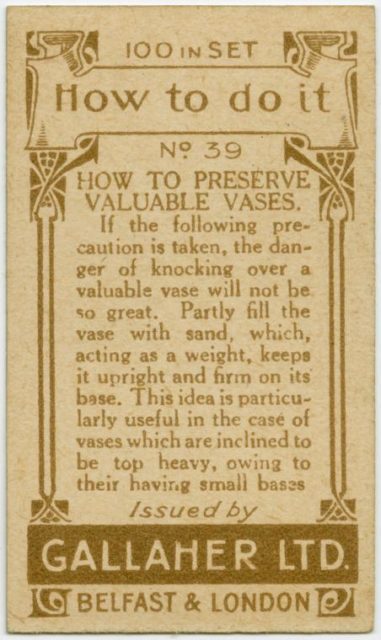 100 IN SET
How to do it
No 39
HOW TO PRESERVE
VALUABLE VASES.
If the following pre-
caution is taken, the dan-
ger of knocking over a
valuable vase will not be
so great. Partly fill the
vase with sand, which,
acting as a weight, keeps
it upright and firm on its
base. This idea is particu-
larly useful in the case of
vases which are inclined to
be top heavy, owing to
their having small bases
Issued by
GALLAHER LTD.
BELFAST & LONDON